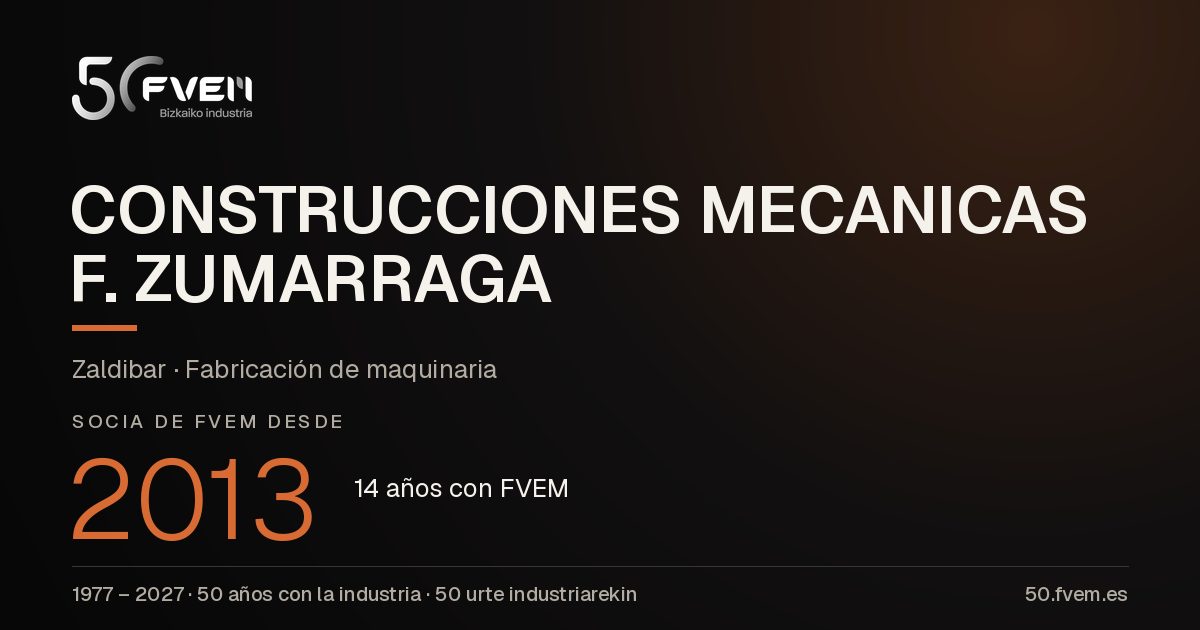 50 FVEM
Bizkaiko industria
CONSTRUCCIONES MECANICAS
F. ZUMARRAGA
Zaldibar · Fabricación de maquinaria
SOCIA DE FVEM DESDE
2013
14 años con FVEM
1977 – 2027 · 50 años con la industria · 50 urte industriarekin
50.fvem.es